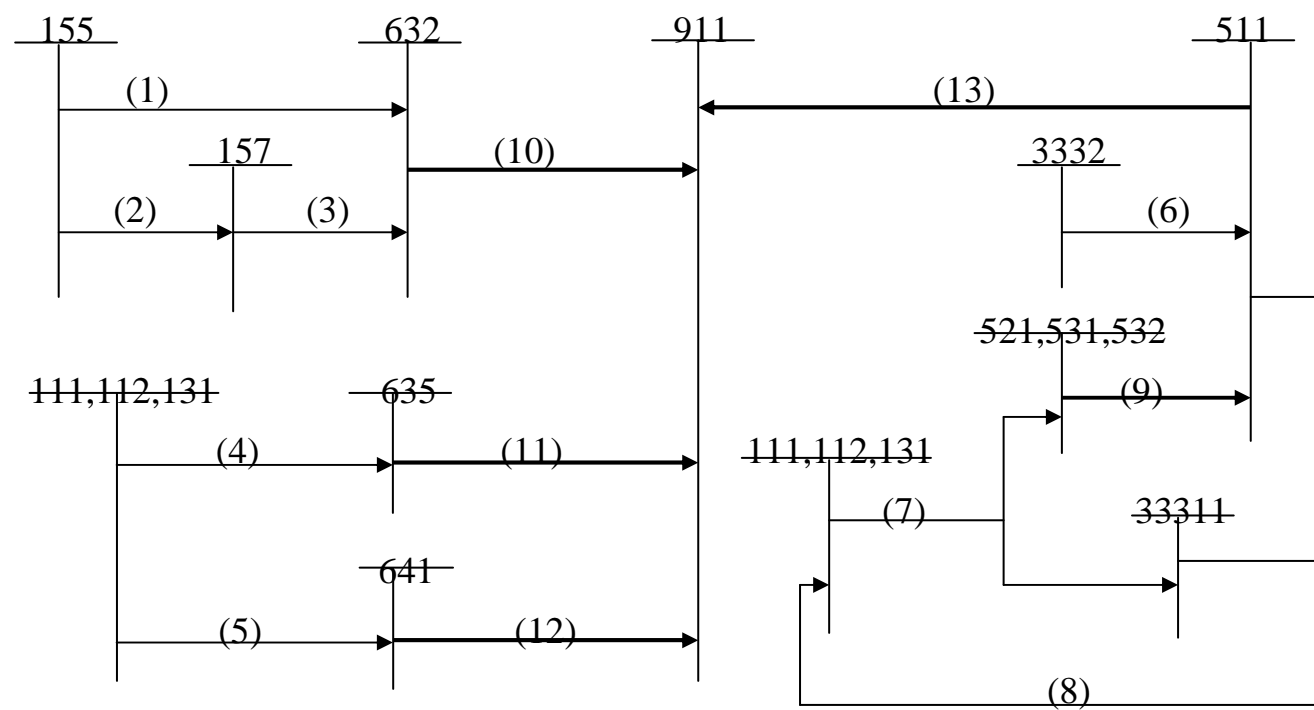 155 632 911 511
(1) (13)
157 (10) 3332
(2) (3) (6)
521,531,532
111,112,131 635 (9)
(4) (11) 111,112,131
(7) 33311
641
(5) (12)
(8)